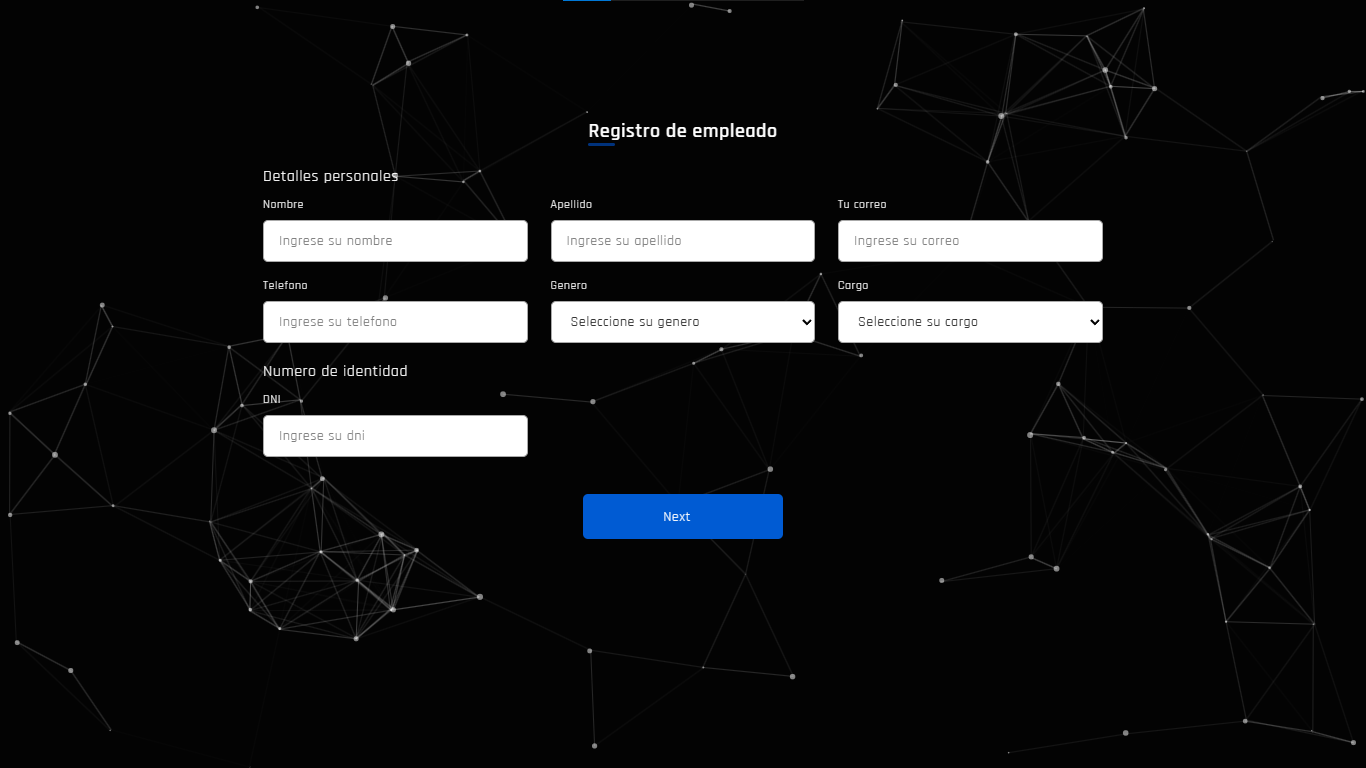 Registro de empleado
Detalles personales
Nombre Apellido Tu correo
Ingrese su nombre Ingrese su apellido Ingrese su correo
Telefono Genero Cargo
Ingrese su telefono Seleccione su genero Seleccione su cargo
Numero de identidad
DNI
Ingrese su dni
Next